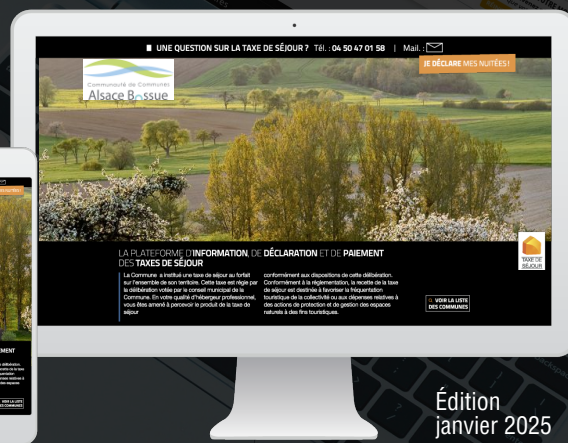 UNE QUESTION SUR LA TAXE DE SÉJOUR ? Tél. : 04 50 47 01 58 | Mail. :
JE DÉCLARE MES NUITÉES !
Communauté de Communes
Alsace Bossue
LA PLATEFORME D'INFORMATION, DE DÉCLARATION ET DE PAIEMENT
DES TAXES DE SÉJOUR
La Commune a institué une taxe de séjour au forfait
sur l'ensemble de son territoire. Cette taxe est régie par
la délibération votée par le conseil municipal de la
Commune. En votre qualité d'hébergeur professionnel,
vous êtes amené à percevoir le produit de la taxe de
séjour
conformément aux dispositions de cette délibération.
Conformément à la réglementation, la recette de la taxe
de séjour est destinée à favoriser la fréquentation
touristique de la collectivité ou aux dépenses relatives à
des actions de protection et de gestion des espaces
naturels à des fins touristiques.
TAXE DE
SÉJOUR
VOIR LA LISTE
DES COMMUNES
Édition
janvier 2025